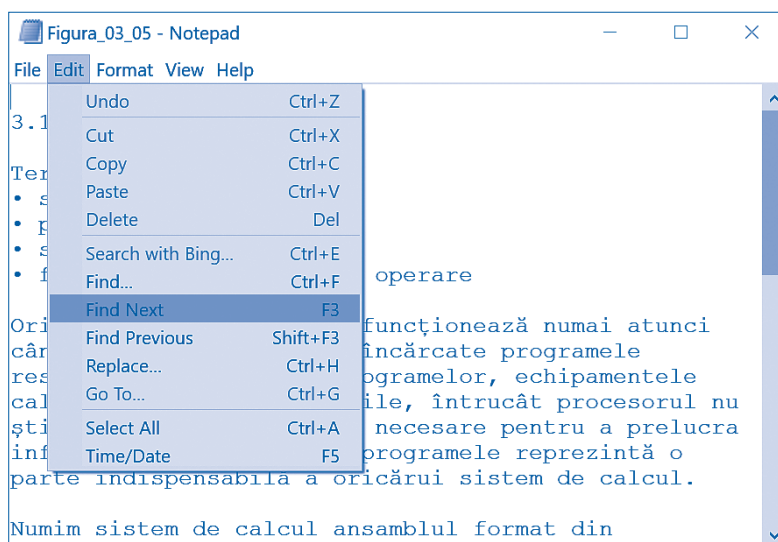 Figura_03_05 - Notepad
File Edit Format View Help
Undo Ctrl+Z
Cut Ctrl+X
Copy Ctrl+C
Paste Ctrl+V
Delete Del
Search with Bing... Ctrl+E
Find... Ctrl+F
Find Next F3
Find Previous Shift+F3
Replace... Ctrl+H
Go To... Ctrl+G
Select All Ctrl+A
Time/Date F5
3.1
• operare
funcționează numai atunci
încărcate programele
echipamentele
întrucât procesorul nu
necesare pentru a prelucra
programele reprezintă o
parte indispensabilă a oricărui sistem de calcul.
Numim sistem de calcul ansamblul format din